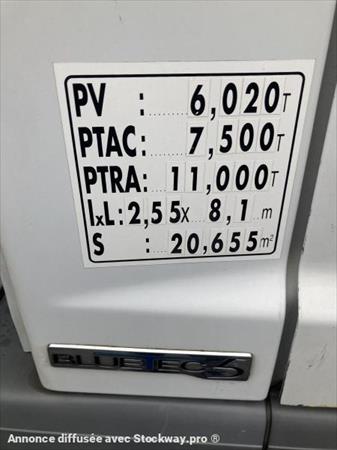 PV : 6,020T
PTAC: 7,500T
PTRA: 11,000T
lxL: 2,55x 8,1 m
S : 20,655m²
BLUETEC 6
Annonce diffusée avec Stockway.pro ®